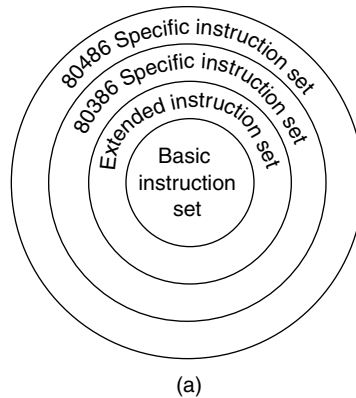 80486 Specific instruction set
80386 Specific instruction set
Extended instruction set
Basic
instruction
set
(a)